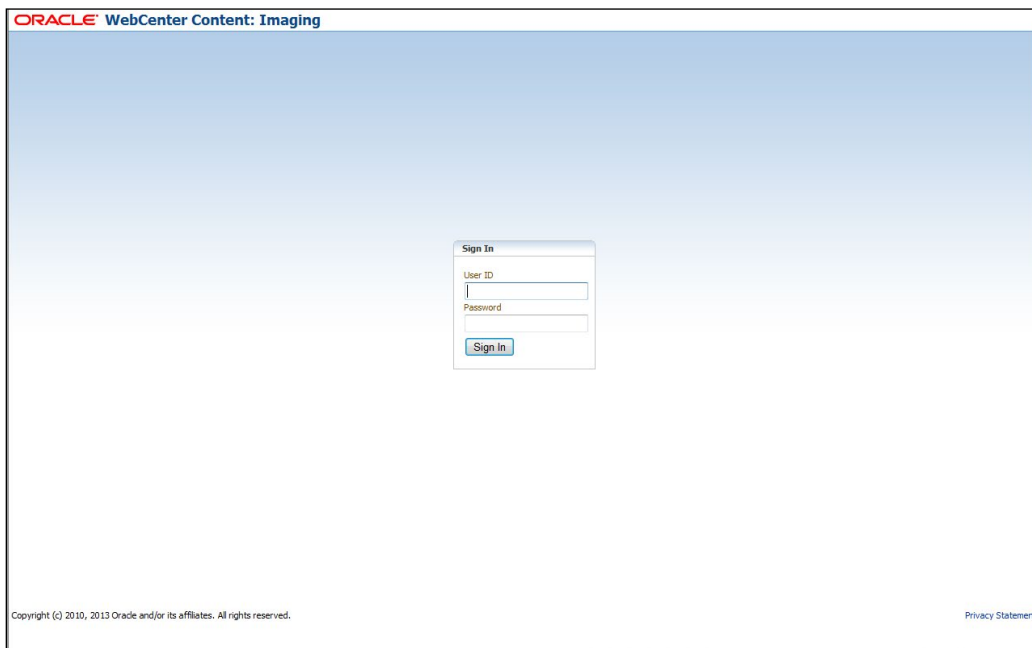 ORACLE® WebCenter Content: Imaging
Sign In
User ID
Password
Sign In
Copyright (c) 2010, 2013 Oracle and/or its affiliates. All rights reserved.
Privacy Statemen